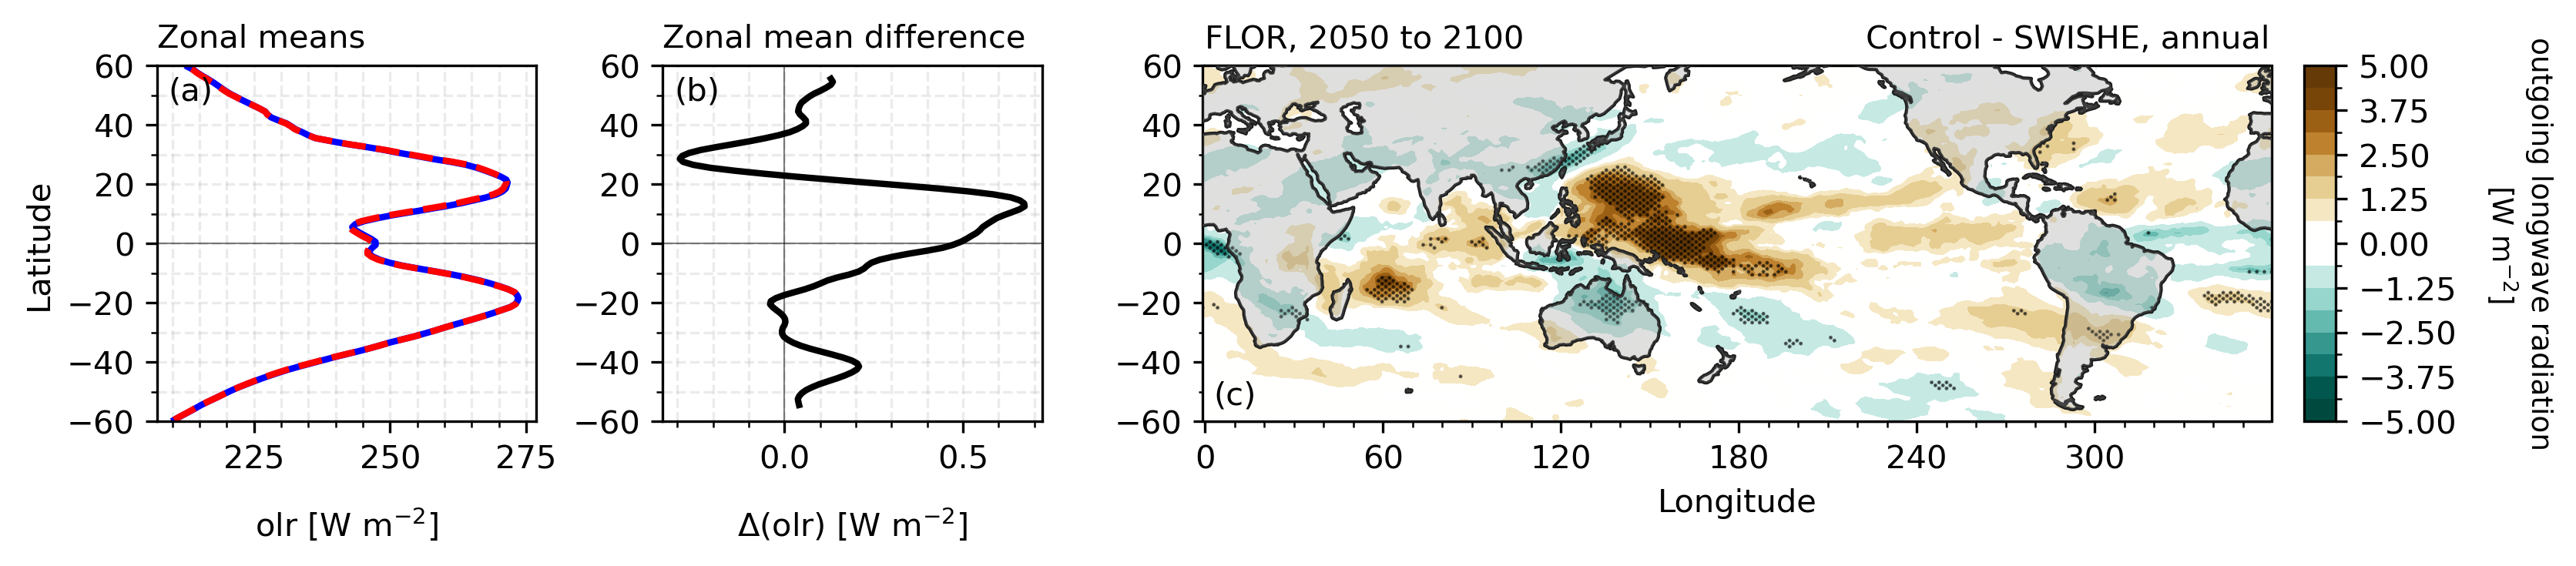 Zonal means
(a)
60
40
20
0
−20
−40
−60
Latitude
225 250 275
olr [W m−2]
Zonal mean difference
(b)
60
40
20
0
−20
−40
−60
0.0 0.5
Δ(olr) [W m−2]
FLOR, 2050 to 2100 Control - SWISHE, annual
60
40
20
0
−20
−40
−60
(c)
0 60 120 180 240 300
Longitude
5.00
3.75
2.50
1.25
0.00
−1.25
−2.50
−3.75
−5.00
outgoing longwave radiation
[W m−2]